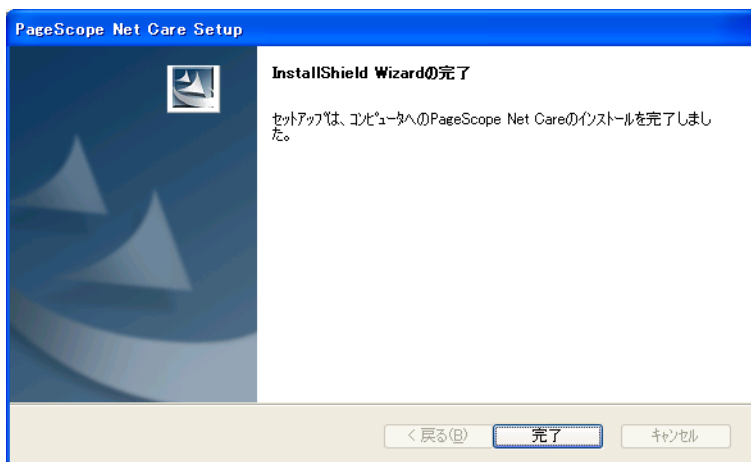 PageScope Net Care Setup
InstallShield Wizardの完了
セットアップは、コンピュータへのPageScope Net Careのインストールを完了しまし
た。
< 戻る(B)
完了
キャンセル